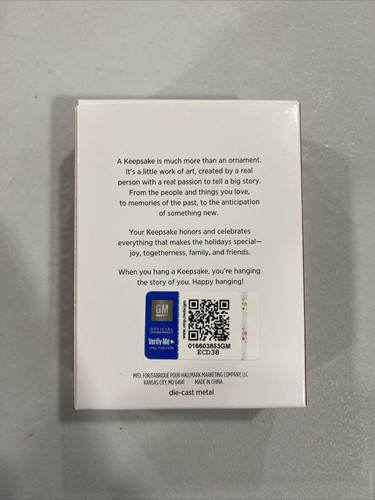 A Keepsake is much more than an ornament.
It's a little work of art, created by a real
person with a real passion to tell a big story.
From the people and things you love,
to memories of the past, to the anticipation
of something new.
Your Keepsake honors and celebrates
everything that makes the holidays special—
joy, togetherness, family, and friends.
When you hang a Keepsake, you're hanging
the story of you. Happy hanging!
GM
OFFICIAL
Verify Me
016603853GM
ECD38
MFG. FOR/FABRIQUÉ POUR HALLMARK MARKETING COMPANY, LLC
KANSAS CITY, MO 64141 MADE IN CHINA
die-cast metal